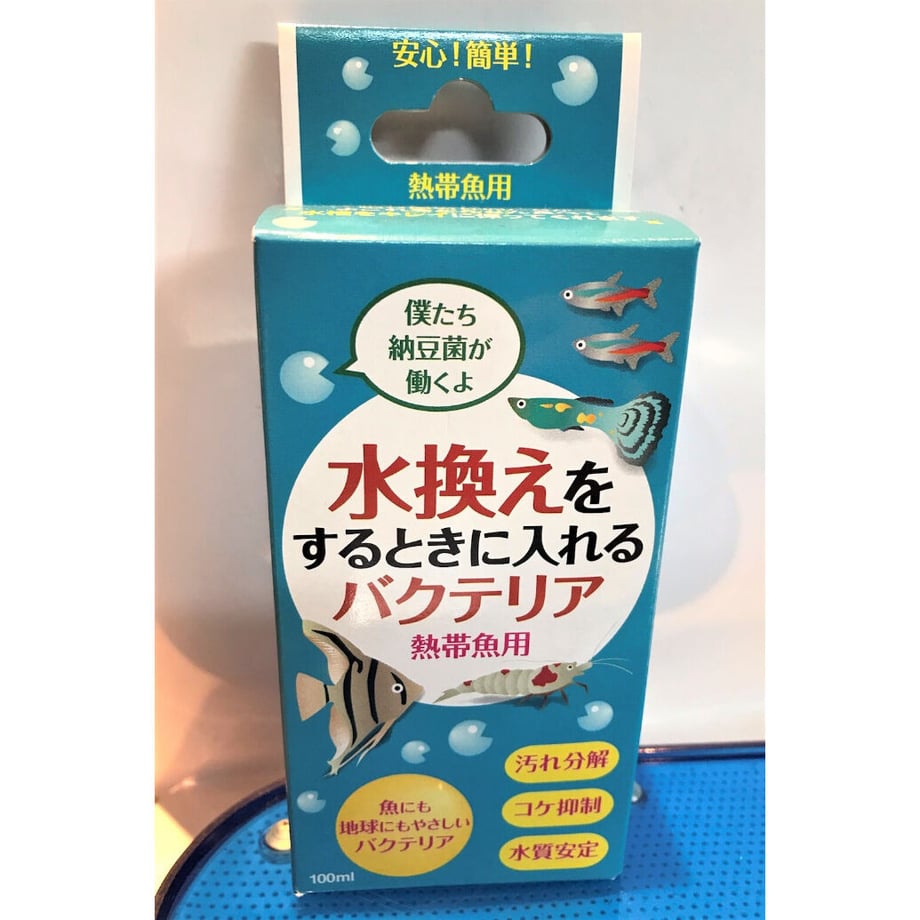 安心!簡単!
熱帯魚用
僕たち
納豆菌が
働くよ
水換えを
するときに入れる
バクテリア
熱帯魚用
汚れ分解
コケ抑制
水質安定
魚にも
地球にもやさしい
バクテリア
100ml